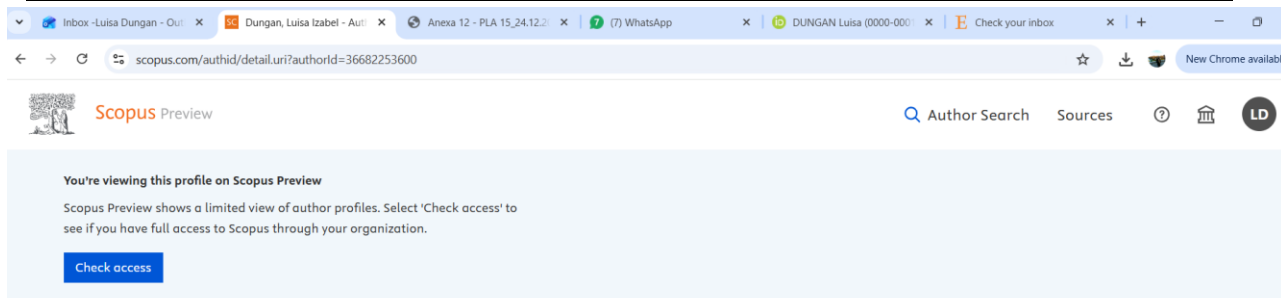 Inbox -Luisa Dungan - Out
SC Dungan, Luisa Izabel - Aut
Anexa 12 - PLA 15_24.12.2
7 (7) WhatsApp
iD DUNGAN Luisa (0000-000
E Check your inbox
scopus.com/authid/detail.uri?authorId=36682253600
New Chrome availabl
Scopus Preview
Author Search
Sources
LD
You're viewing this profile on Scopus Preview
Scopus Preview shows a limited view of author profiles. Select 'Check access' to
see if you have full access to Scopus through your organization.
Check access